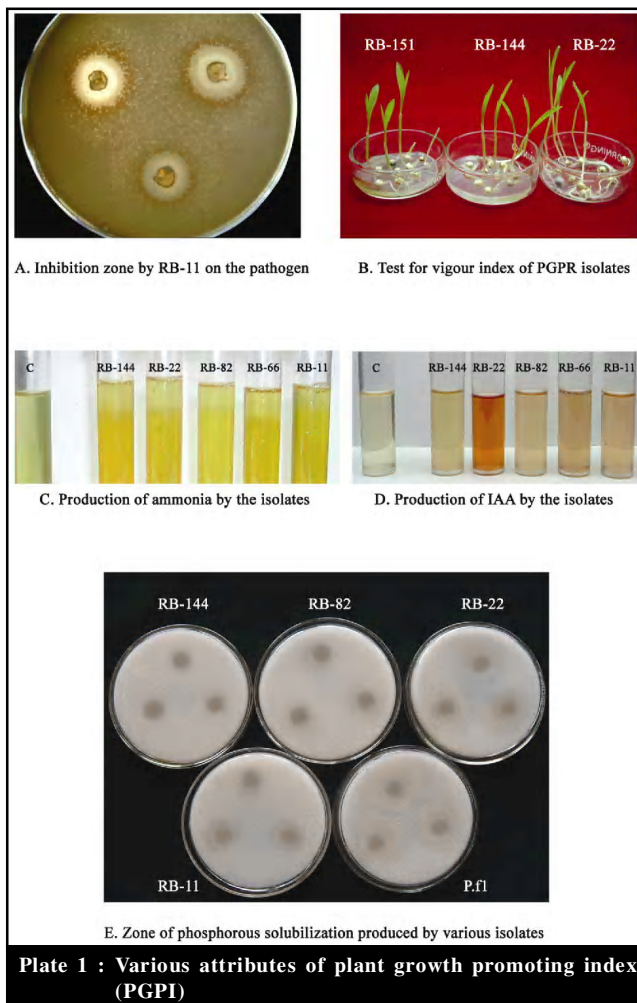 RB-151 RB-144 RB-22
A. Inhibition zone by RB-11 on the pathogen
B. Test for vigour index of PGPR isolates
C RB-144 RB-22 RB-82 RB-66 RB-11
C. Production of ammonia by the isolates
C RB-144 RB-22 RB-82 RB-66 RB-11
D. Production of IAA by the isolates
RB-144 RB-82 RB-22
RB-11 P.f1
E. Zone of phosphorous solubilization produced by various isolates
Plate 1 : Various attributes of plant growth promoting index
(PGPI)